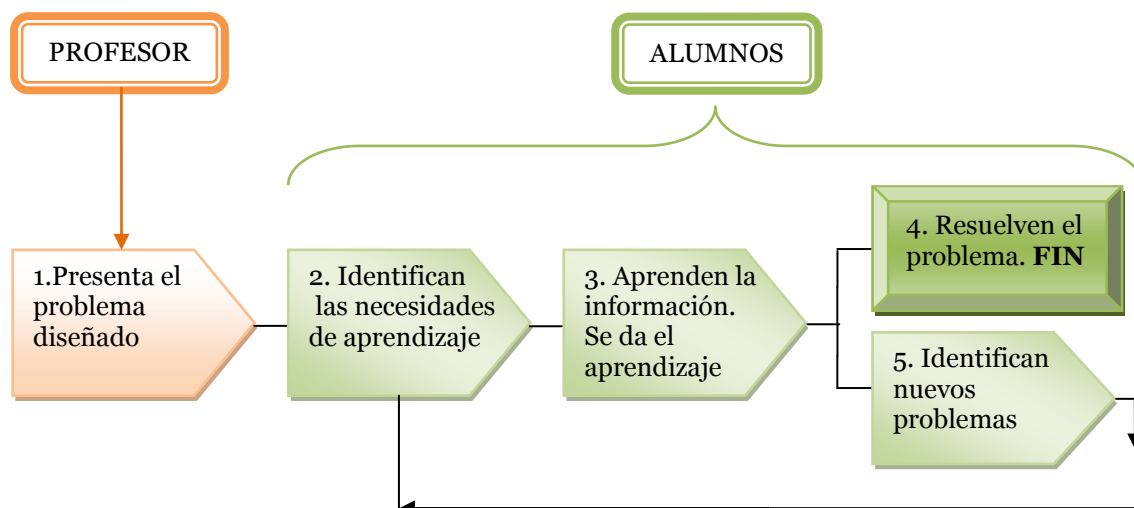 PROFESOR
ALUMNOS
1.Presenta el
problema
diseñado
2. Identifican
las necesidades
de aprendizaje
3. Aprenden la
información.
Se da el
aprendizaje
4. Resuelven el
problema. FIN
5. Identifican
nuevos
problemas